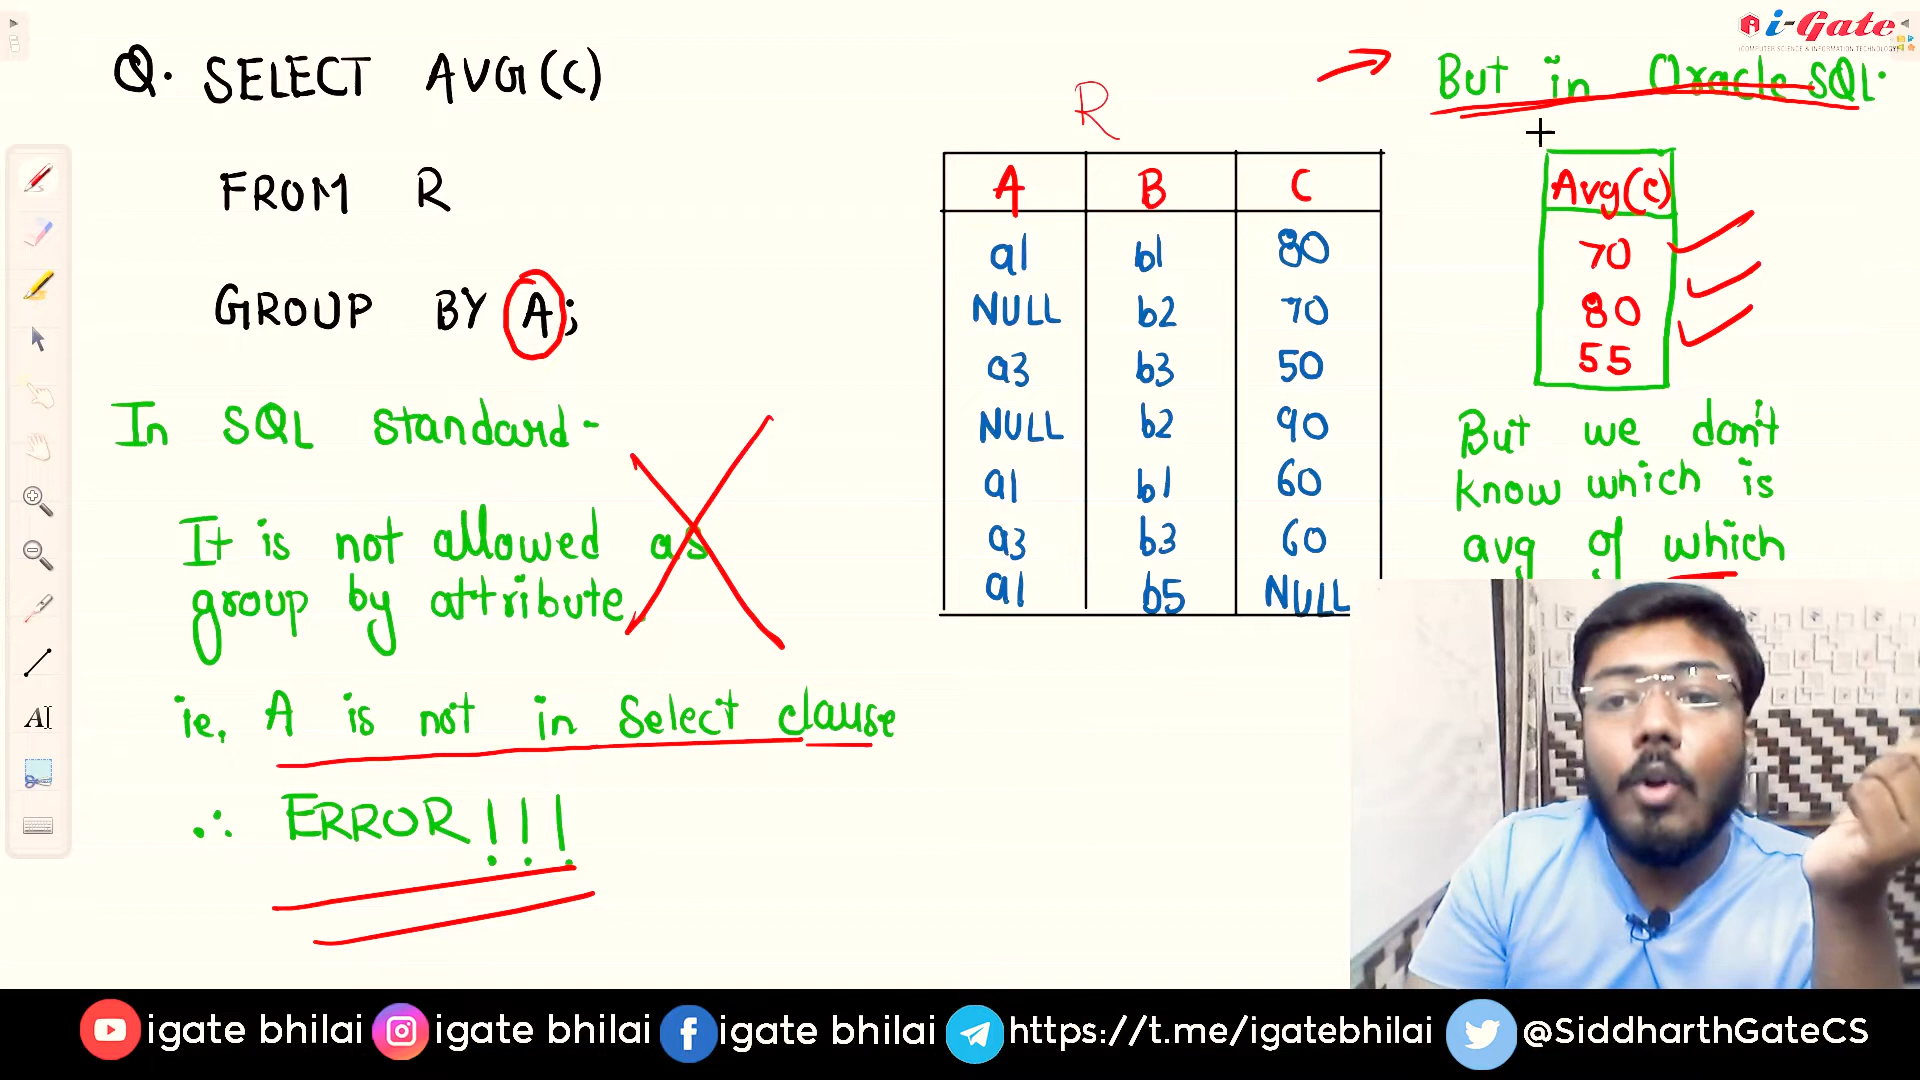 Q. SELECT AVG(C)
FROM R
GROUP BY A;
In SQL standard-
It is not allowed as
group by attribute
ie. A is not in Select clause
∴ ERROR!!!
R
A B C
a1 b1 80
NULL b2 70
a3 b3 50
NULL b2 90
a1 b1 60
a3 b3 60
a1 b5 NULL
i-Gate
But in Oracle SQL.
Avg(C)
70
80
55
But we don't
know which is
avg of which
AI
igate bhilai igate bhilai igate bhilai https://t.me/igatebhilai @SiddharthGateCS